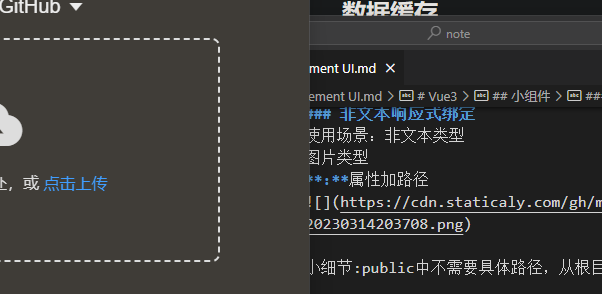 GitHub
处，或 点击上传
数据缓存
note
ment UI.md
ement UI.md > # Vue3 > ## 小组件 > ##
### 非文本响应式绑定
使用场景：非文本类型
图片类型
**:**属性加路径
![](https://cdn.staticaly.com/gh/m
20230314203708.png)
小细节:public中不需要具体路径，从根目